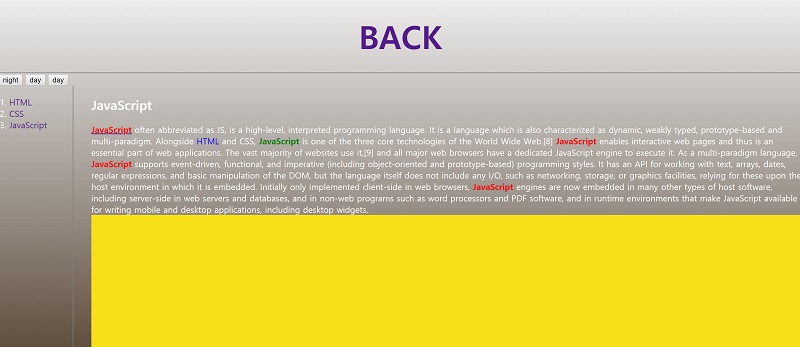 BACK
night day day
1. HTML
2. CSS
3. JavaScript
JavaScript
JavaScript often abbreviated as JS, is a high-level, interpreted programming language. It is a language which is also characterized as dynamic, weakly typed, prototype-based and
multi-paradigm. Alongside HTML and CSS, JavaScript is one of the three core technologies of the World Wide Web.[8] JavaScript enables interactive web pages and thus is an
essential part of web applications. The vast majority of websites use it,[9] and all major web browsers have a dedicated JavaScript engine to execute it. As a multi-paradigm language,
JavaScript supports event-driven, functional, and imperative (including object-oriented and prototype-based) programming styles. It has an API for working with text, arrays, dates,
regular expressions, and basic manipulation of the DOM, but the language itself does not include any I/O, such as networking, storage, or graphics facilities, relying for these upon the
host environment in which it is embedded. Initially only implemented client-side in web browsers, JavaScript engines are now embedded in many other types of host software,
including server-side in web servers and databases, and in non-web programs such as word processors and PDF software, and in runtime environments that make JavaScript available
for writing mobile and desktop applications, including desktop widgets.